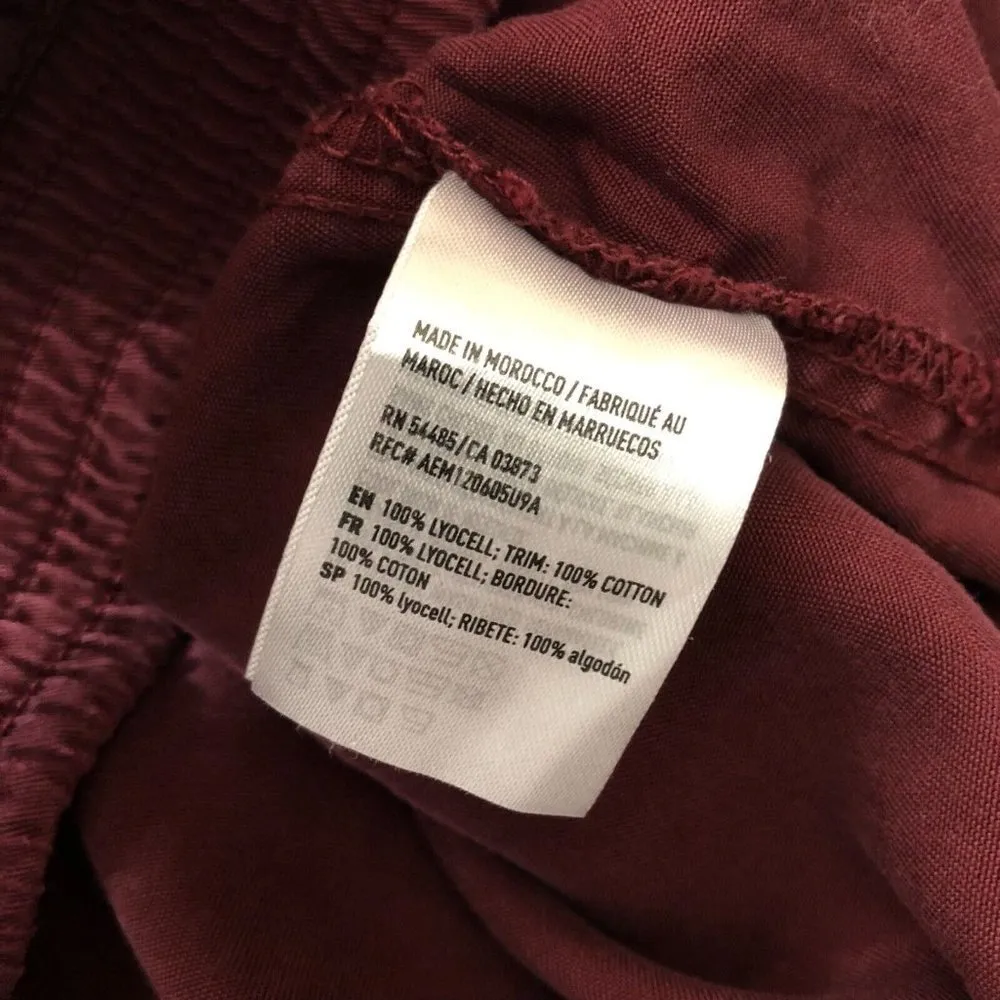 MADE IN MOROCCO / FABRIQUÉ AU
MAROC / HECHO EN MARRUECOS
RN 54485/CA 03873
RFC# AEM120605U9A
EN 100% LYOCELL; TRIM: 100% COTTON
FR 100% LYOCELL; BORDURE:
100% COTON
SP 100% lyocell; RIBETE: 100% algodón